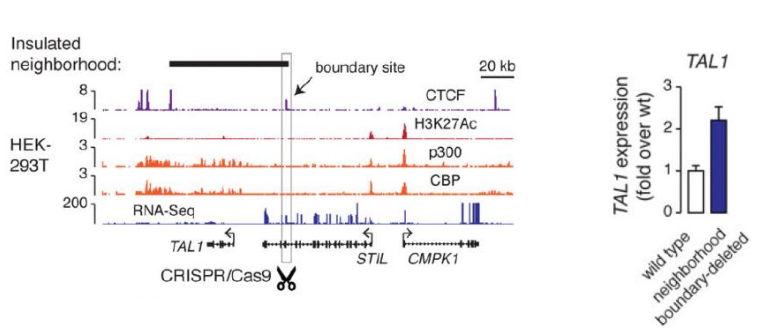 Insulated
neighborhood:
boundary site
20 kb
8
CTCF
19
H3K27Ac
HEK-
293T
3
p300
3
CBP
200
RNA-Seq
TAL1
STIL
CMPK1
CRISPR/Cas9
TAL1
TAL1 expression
(fold over wt)
3
2
1
0
wild type
neighborhood
boundary-deleted